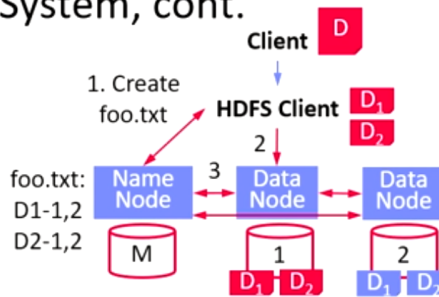 System, cont.
Client
D
1. Create
foo.txt
HDFS Client
D1
D2
2
foo.txt:
D1-1,2
D2-1,2
Name
Node
3
Data
Node
Data
Node
M
1
2
D1
D2
D1
D2